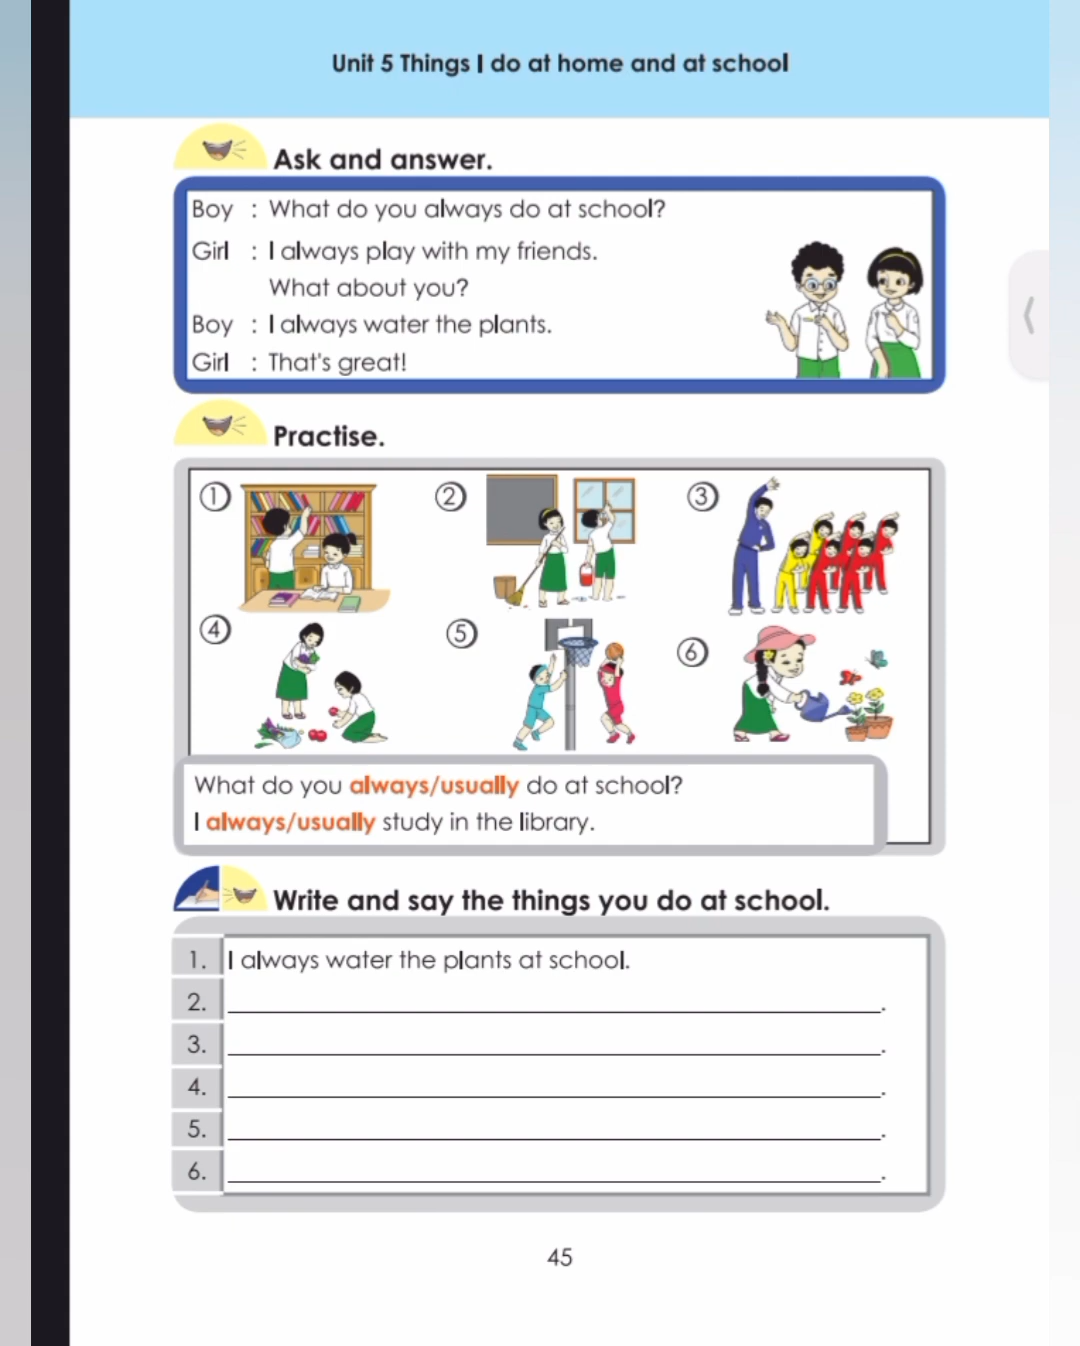 Unit 5 Things I do at home and at school
Ask and answer.
Boy : What do you always do at school?
Girl : I always play with my friends.
What about you?
Boy : I always water the plants.
Girl : That's great!
Practise.
1
2
3
4
5
6
What do you always/usually do at school?
I always/usually study in the library.
Write and say the things you do at school.
1. I always water the plants at school.
2. .
3. .
4. .
5. .
6. .
45